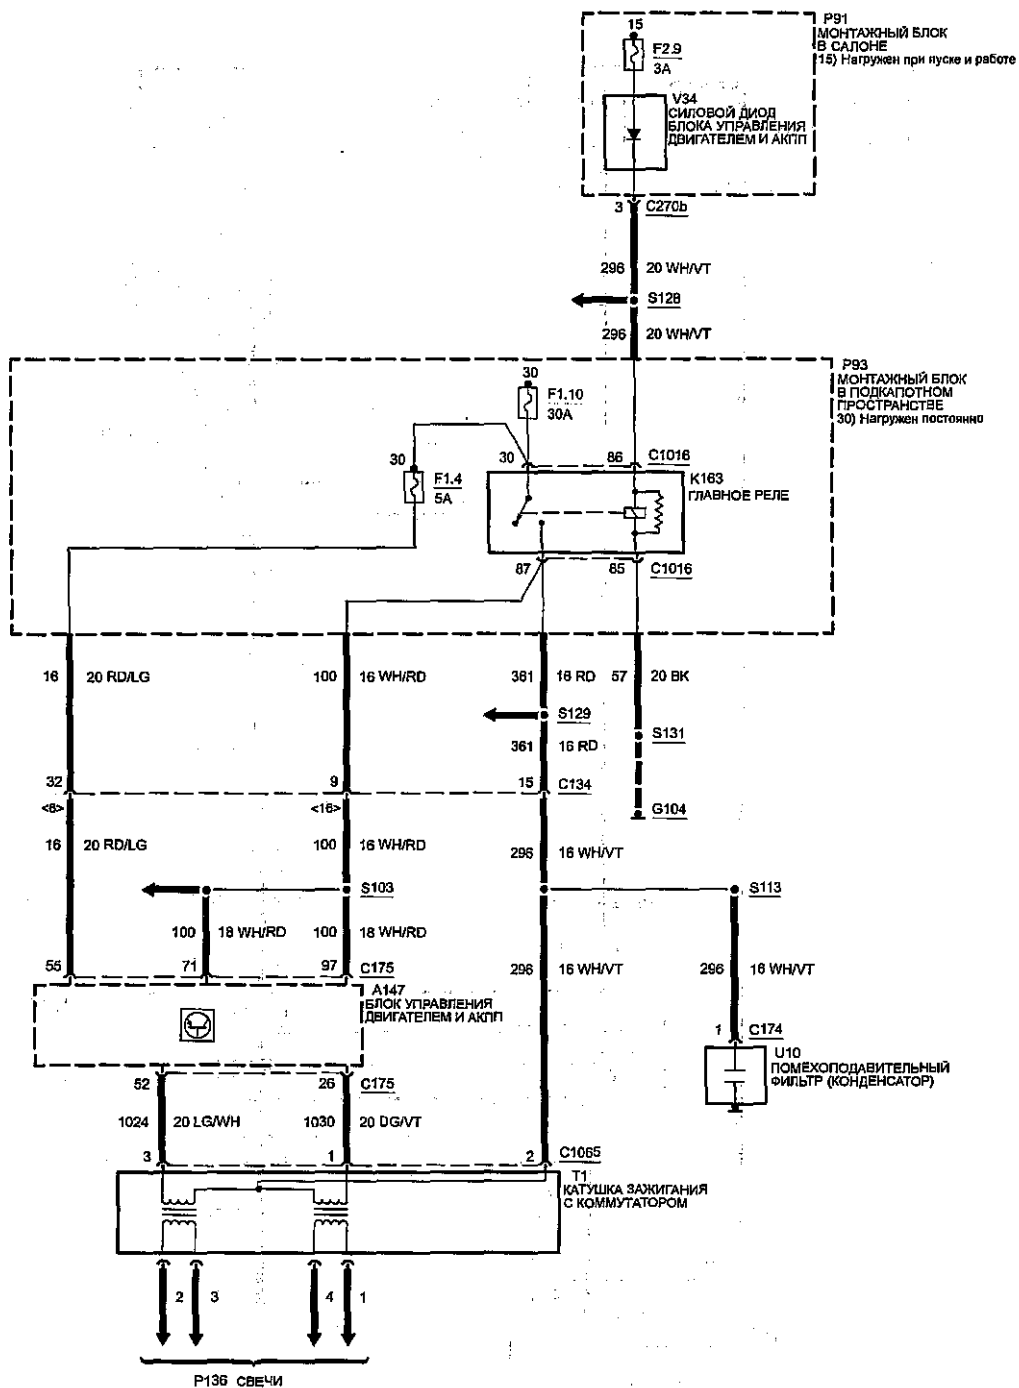 15
P91
МОНТАЖНЫЙ БЛОК
В САЛОНЕ
15) Нагружен при пуске и работе
F2.9
3A
V34
СИЛОВОЙ ДИОД
БЛОКА УПРАВЛЕНИЯ
ДВИГАТЕЛЕМ И АКПП
3 C270b
296 20 WH/VT
S128
296 20 WH/VT
P93
МОНТАЖНЫЙ БЛОК
В ПОДКАПОТНОМ
ПРОСТРАНСТВЕ
30) Нагружен постоянно
30
F1.10
30A
30 86 C1016
30
F1.4
5A
K163
ГЛАВНОЕ РЕЛЕ
87 85 C1016
16 20 RD/LG 100 16 WH/RD 361 16 RD 57 20 BK
S129
S131
361 16 RD
32 9 15 C134
<6> <16>
G104
16 20 RD/LG 100 16 WH/RD
296 16 WH/VT
S103 S113
100 18 WH/RD 100 18 WH/RD
296 16 WH/VT 296 16 WH/VT
55 71 97 C175
A147
БЛОК УПРАВЛЕНИЯ
ДВИГАТЕЛЕМ И АКПП
1 C174
U10
ПОМЕХОПОДАВИТЕЛЬНЫЙ
ФИЛЬТР (КОНДЕНСАТОР)
52 26 C175
1024 20 LG/WH 1030 20 DG/VT
3 1 2 C1065
T1
КАТУШКА ЗАЖИГАНИЯ
С КОММУТАТОРОМ
2 3 4 1
P136 СВЕЧИ